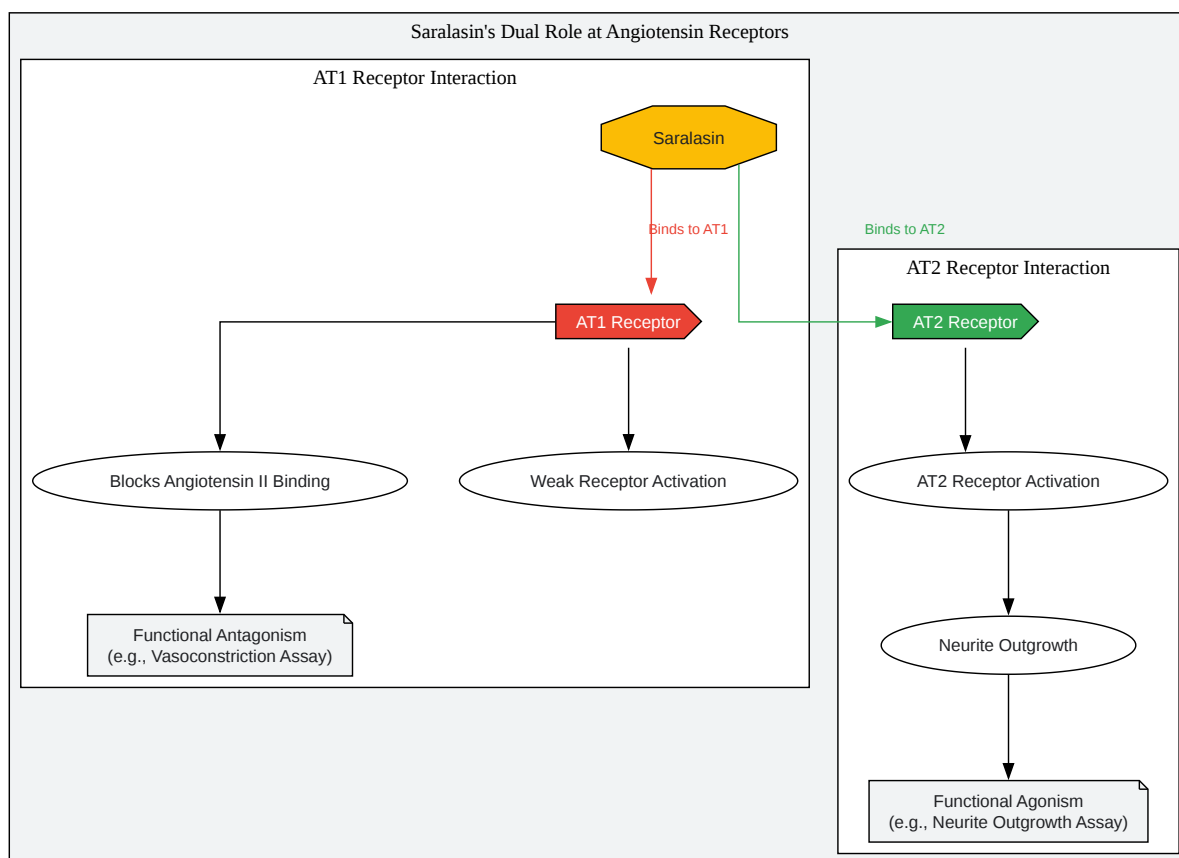 Saralasin's Dual Role at Angiotensin Receptors
AT1 Receptor Interaction
Saralasin
Binds to AT1
Binds to AT2
AT2 Receptor Interaction
AT1 Receptor
AT2 Receptor
Blocks Angiotensin II Binding
Weak Receptor Activation
AT2 Receptor Activation
Functional Antagonism
(e.g., Vasoconstriction Assay)
Neurite Outgrowth
Functional Agonism
(e.g., Neurite Outgrowth Assay)